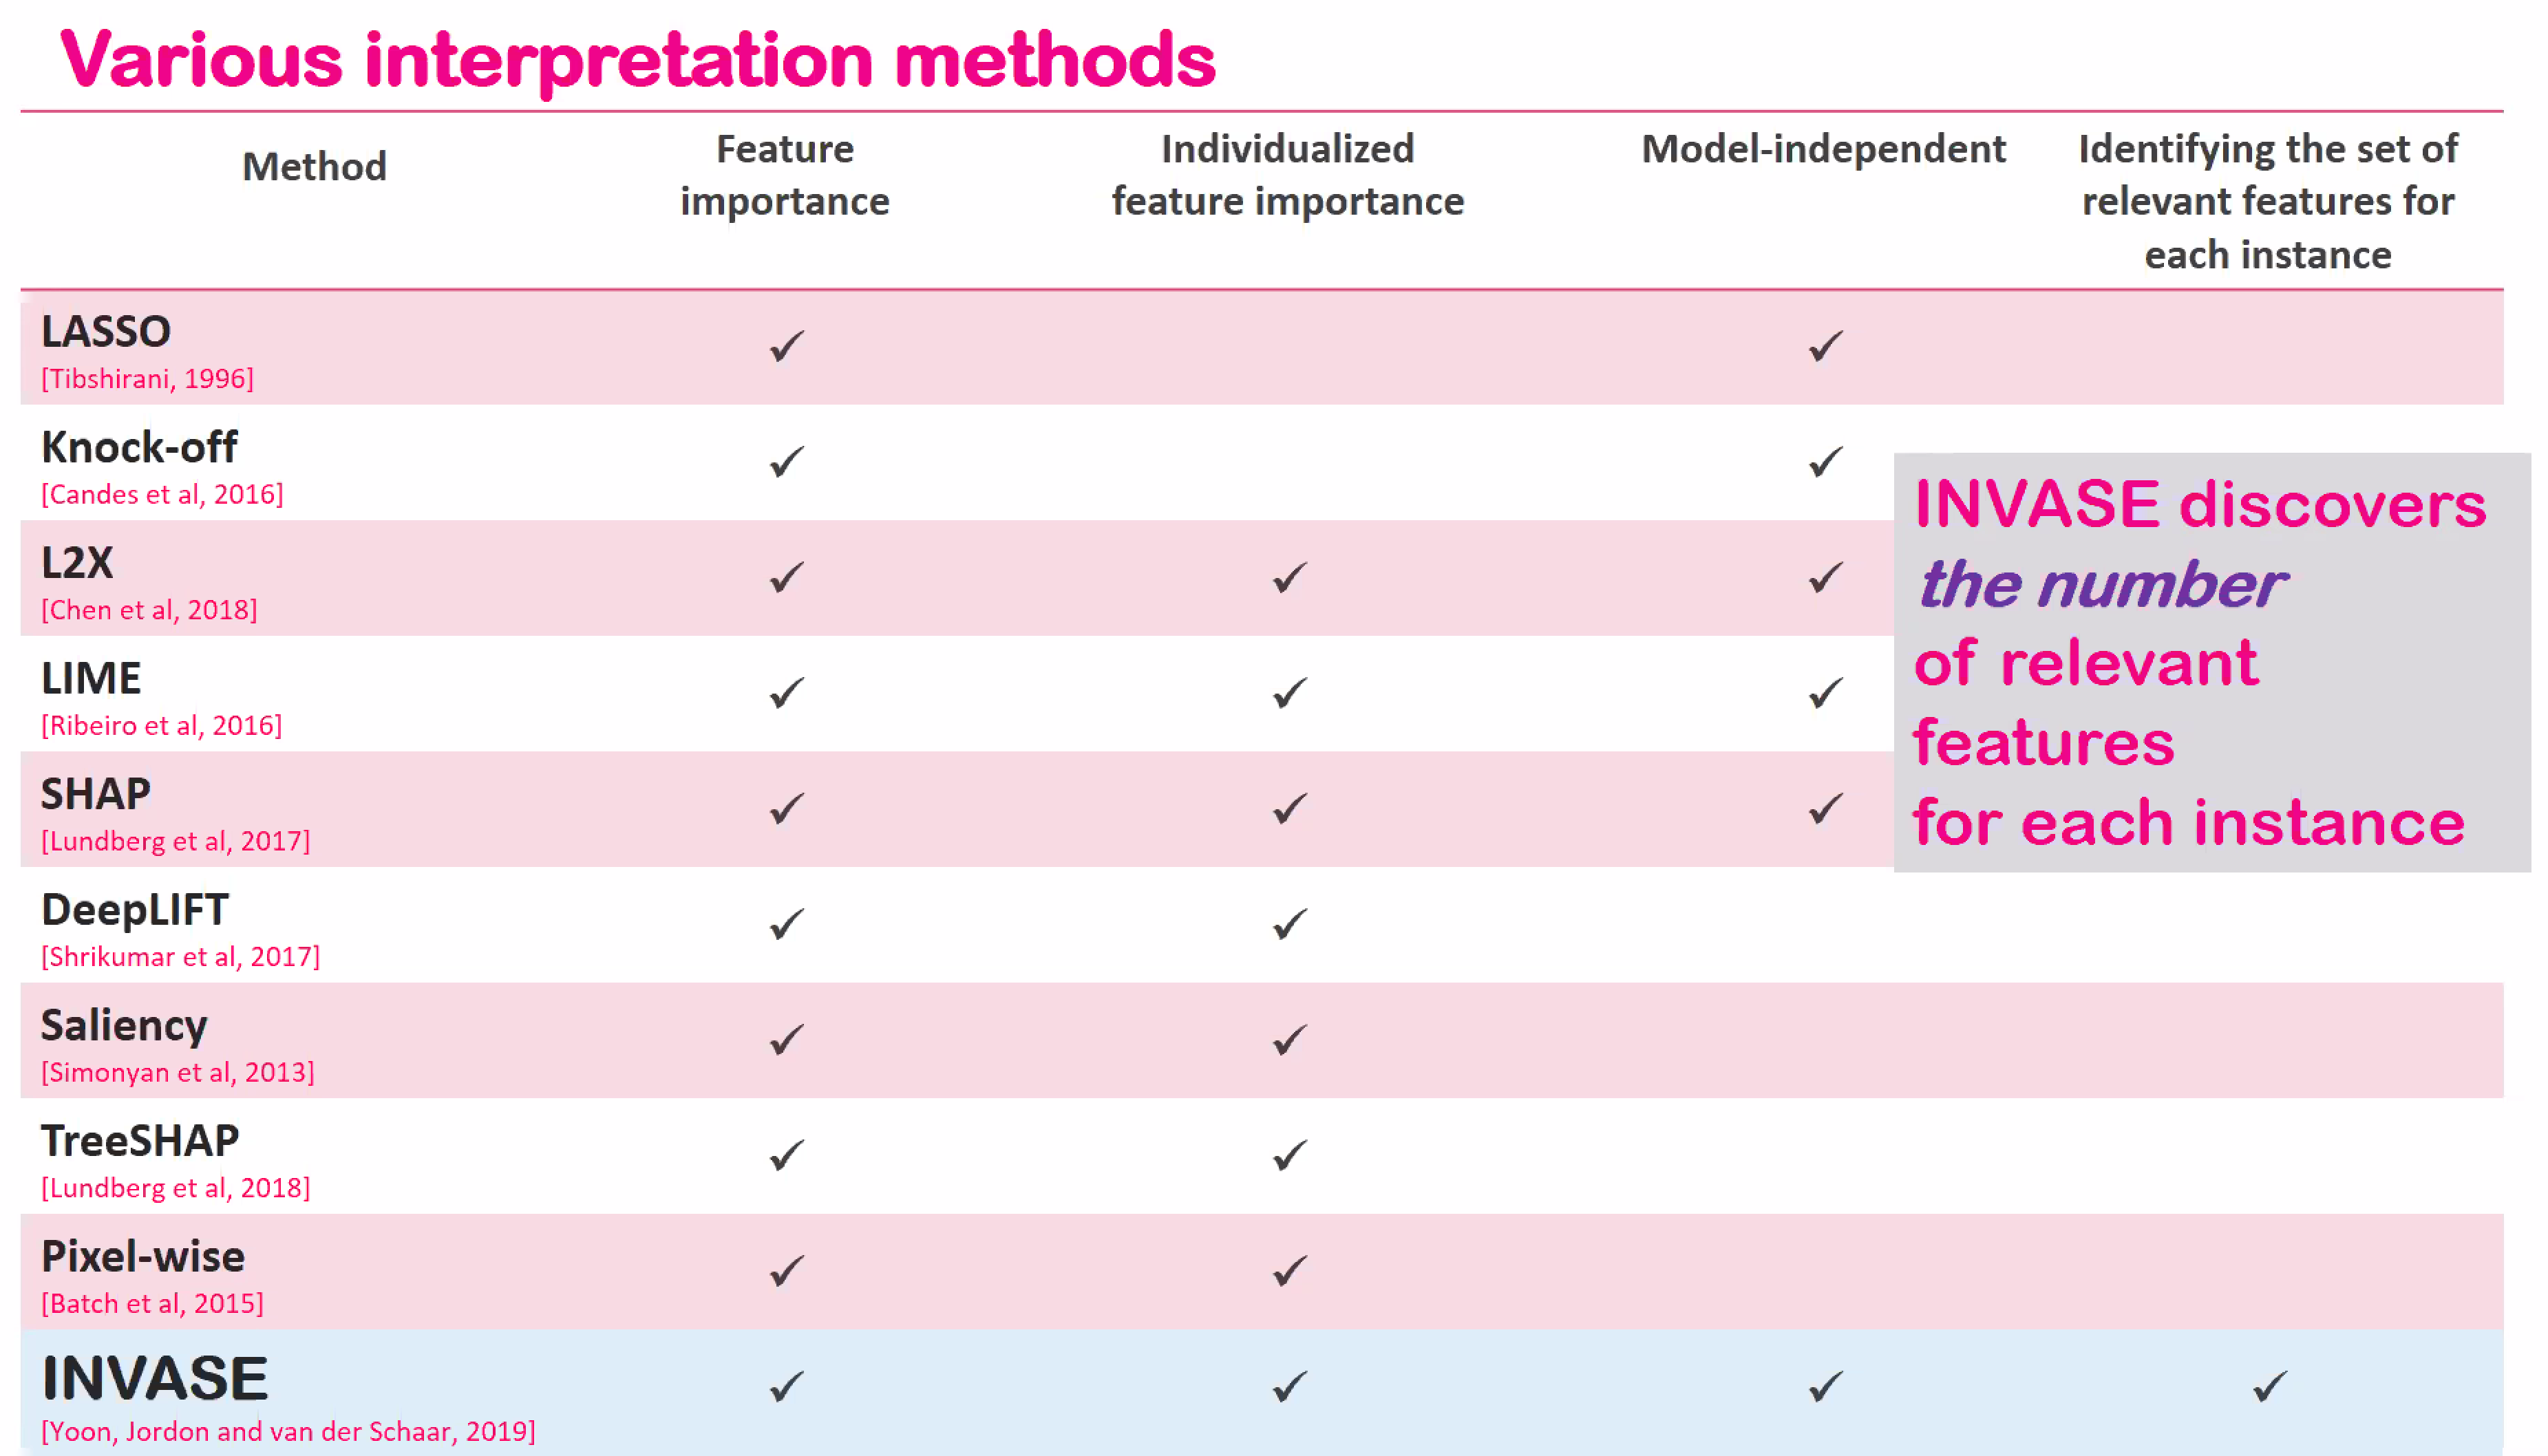 Various interpretation methods
Method
Feature
importance
Individualized
feature importance
Model-independent
Identifying the set of
relevant features for
each instance
LASSO
✓ ✓
[Tibshirani, 1996]
Knock-off
✓ ✓
[Candes et al, 2016]
L2X
✓ ✓ ✓
[Chen et al, 2018]
LIME
✓ ✓ ✓
[Ribeiro et al, 2016]
SHAP
✓ ✓ ✓
[Lundberg et al, 2017]
INVASE discovers
the number
of relevant
features
for each instance
DeepLIFT
✓ ✓
[Shrikumar et al, 2017]
Saliency
✓ ✓
[Simonyan et al, 2013]
TreeSHAP
✓ ✓
[Lundberg et al, 2018]
Pixel-wise
✓ ✓
[Batch et al, 2015]
INVASE
✓ ✓ ✓ ✓
[Yoon, Jordon and van der Schaar, 2019]